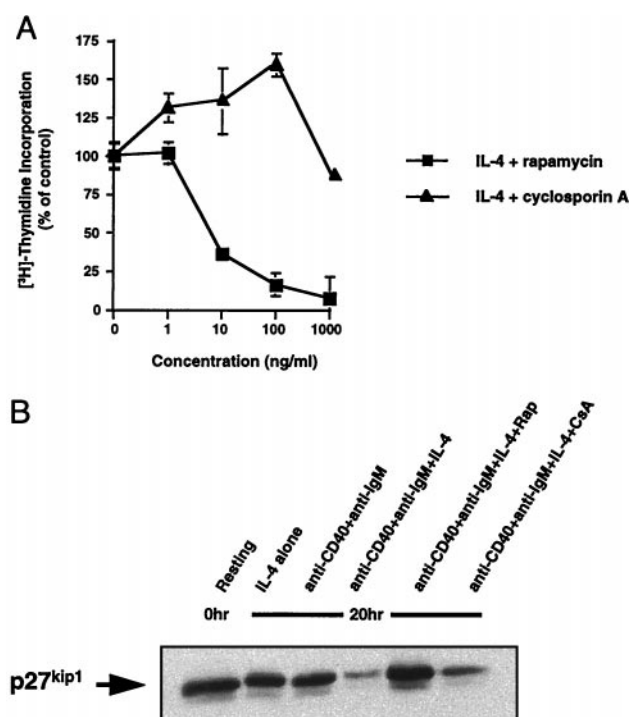 A
[³H]-Thymidine Incorporation
(% of control)
175
150
125
100
75
50
25
0
0
1
10
100
1000
Concentration (ng/ml)
IL-4 + rapamycin
IL-4 + cyclosporin A
B
Resting
IL-4 alone
anti-CD40+anti-IgM
anti-CD40+anti-IgM+IL-4
anti-CD40+anti-IgM+IL-4+Rap
anti-CD40+anti-IgM+IL-4+CsA
0hr
20hr
p27kip1